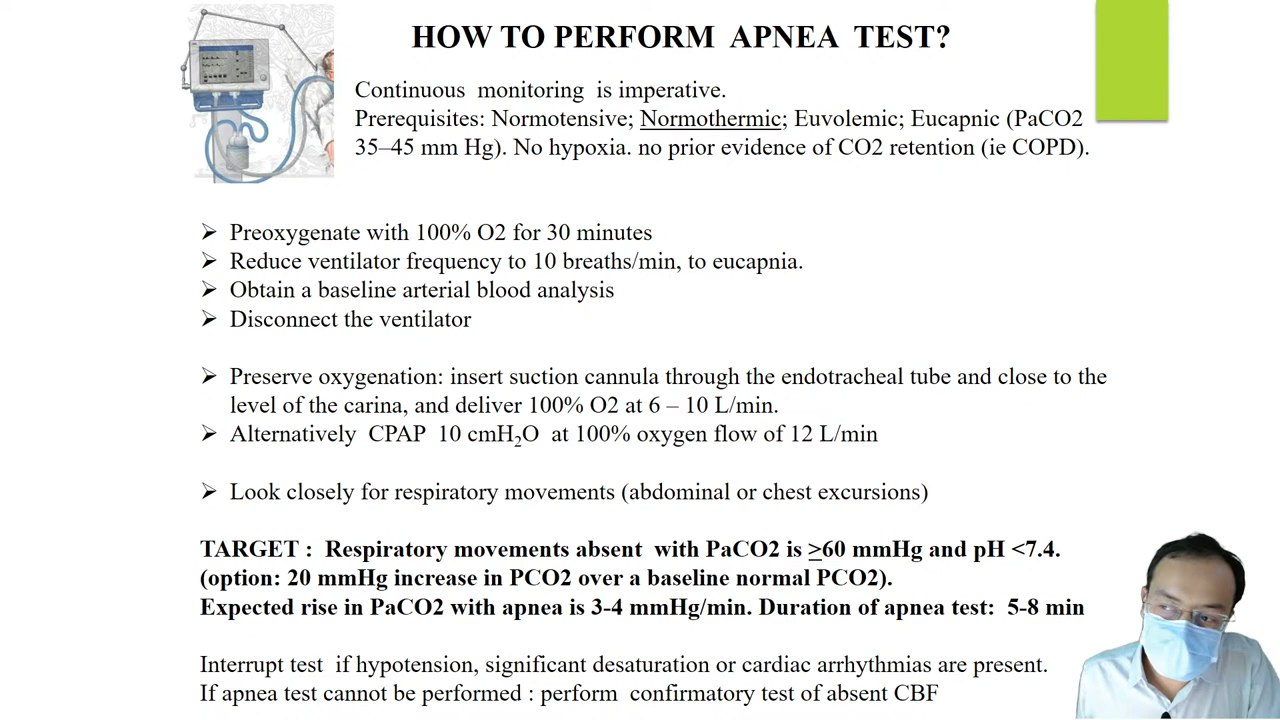 HOW TO PERFORM APNEA TEST?
Continuous monitoring is imperative.
Prerequisites: Normotensive; Normothermic; Euvolemic; Eucapnic (PaCO2
35–45 mm Hg). No hypoxia. no prior evidence of CO2 retention (ie COPD).
➢ Preoxygenate with 100% O2 for 30 minutes
➢ Reduce ventilator frequency to 10 breaths/min, to eucapnia.
➢ Obtain a baseline arterial blood analysis
➢ Disconnect the ventilator
➢ Preserve oxygenation: insert suction cannula through the endotracheal tube and close to the
level of the carina, and deliver 100% O2 at 6 – 10 L/min.
➢ Alternatively CPAP 10 cmH₂O at 100% oxygen flow of 12 L/min
➢ Look closely for respiratory movements (abdominal or chest excursions)
TARGET : Respiratory movements absent with PaCO2 is ≥60 mmHg and pH <7.4.
(option: 20 mmHg increase in PCO2 over a baseline normal PCO2).
Expected rise in PaCO2 with apnea is 3-4 mmHg/min. Duration of apnea test: 5-8 min
Interrupt test if hypotension, significant desaturation or cardiac arrhythmias are present.
If apnea test cannot be performed : perform confirmatory test of absent CBF